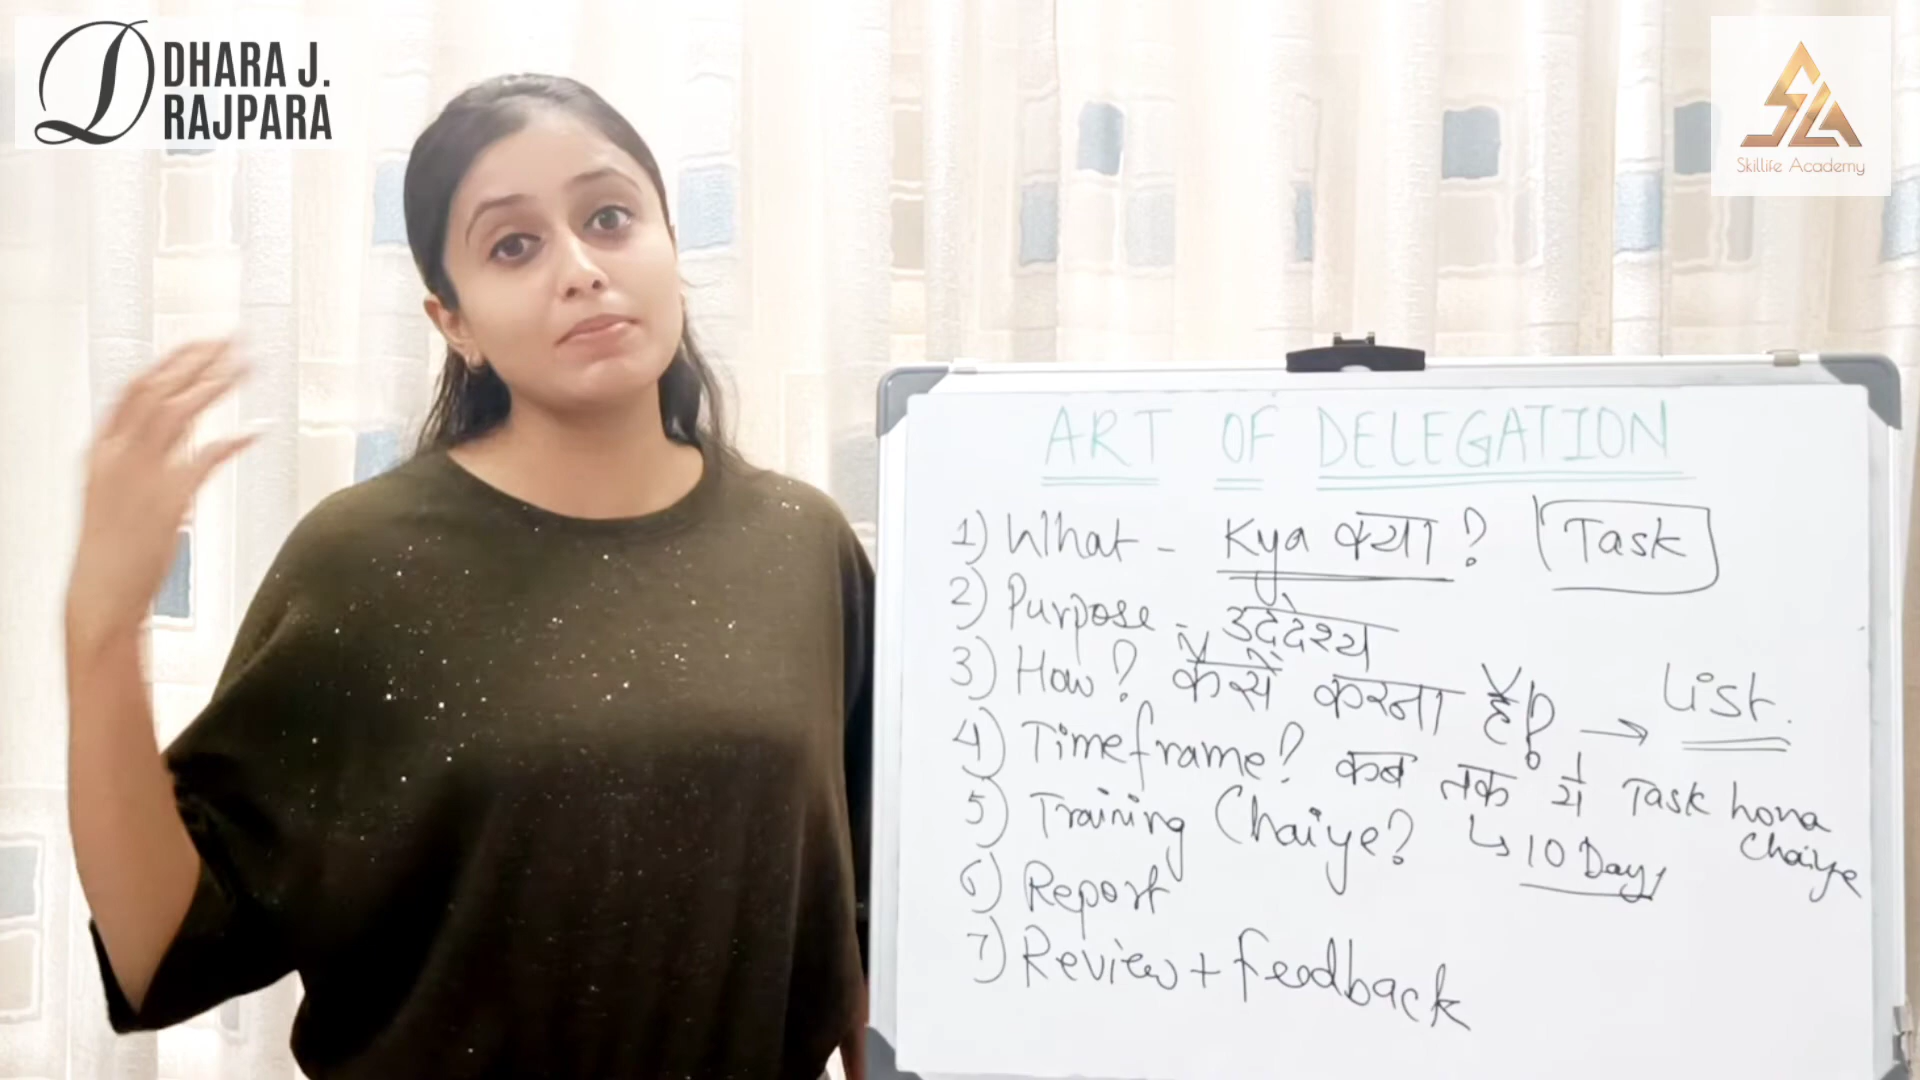 DHARA J.
RAJPARA
Skillife Academy
ART OF DELEGATION
1) What - Kya क्या ? Task
2) Purpose - उद्देश्य
3) How? कैसे करना है? → List.
4) Timeframe? कब तक ये Task hona Chaiye
↳ 10 Days
5) Training Chaiye?
6) Report
7) Review + feedback